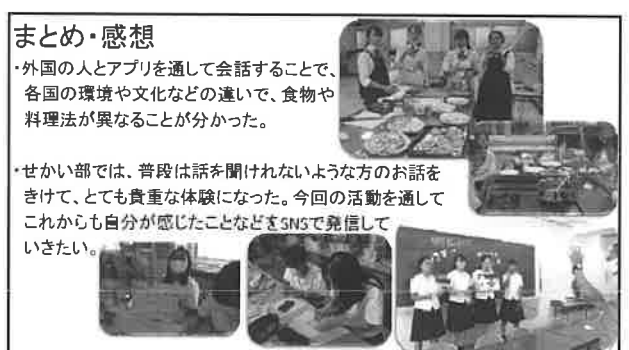 まとめ・感想
・外国の人とアプリを通して会話することで、
各国の環境や文化などの違いで、食物や
料理法が異なることが分かった。
・せかい部では、普段は話を聞けれないような方のお話を
きけて、とても貴重な体験になった。今回の活動を通して
これからも自分が感じたことなどをSNSで発信して
いきたい。